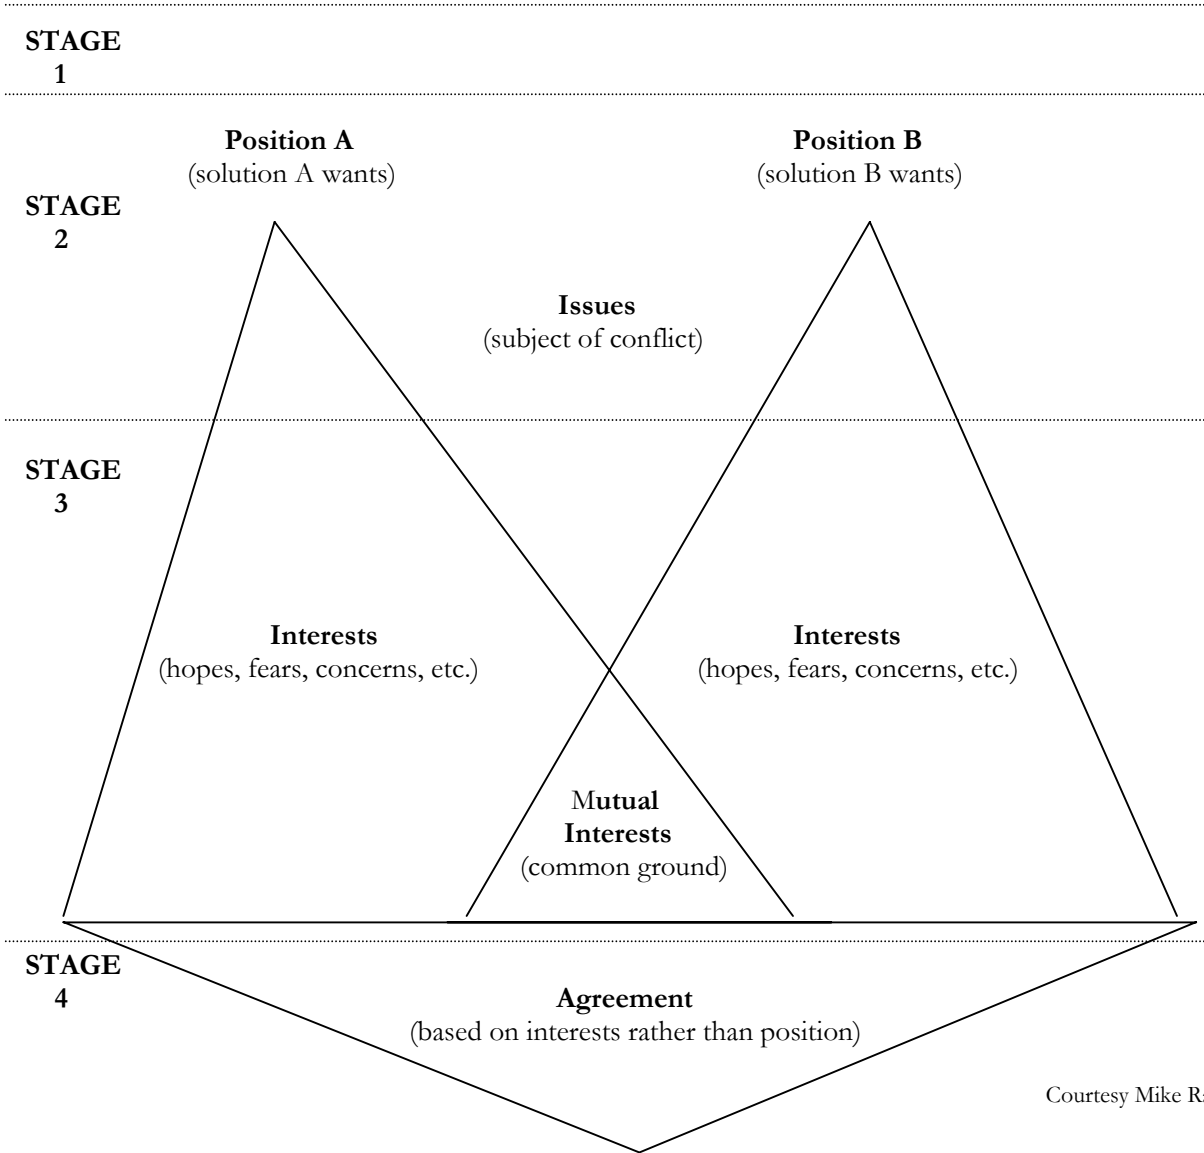 STAGE
1
Position A
(solution A wants)
Position B
(solution B wants)
STAGE
2
Issues
(subject of conflict)
STAGE
3
Interests
(hopes, fears, concerns, etc.)
Interests
(hopes, fears, concerns, etc.)
Mutual
Interests
(common ground)
STAGE
4
Agreement
(based on interests rather than position)
Courtesy Mike